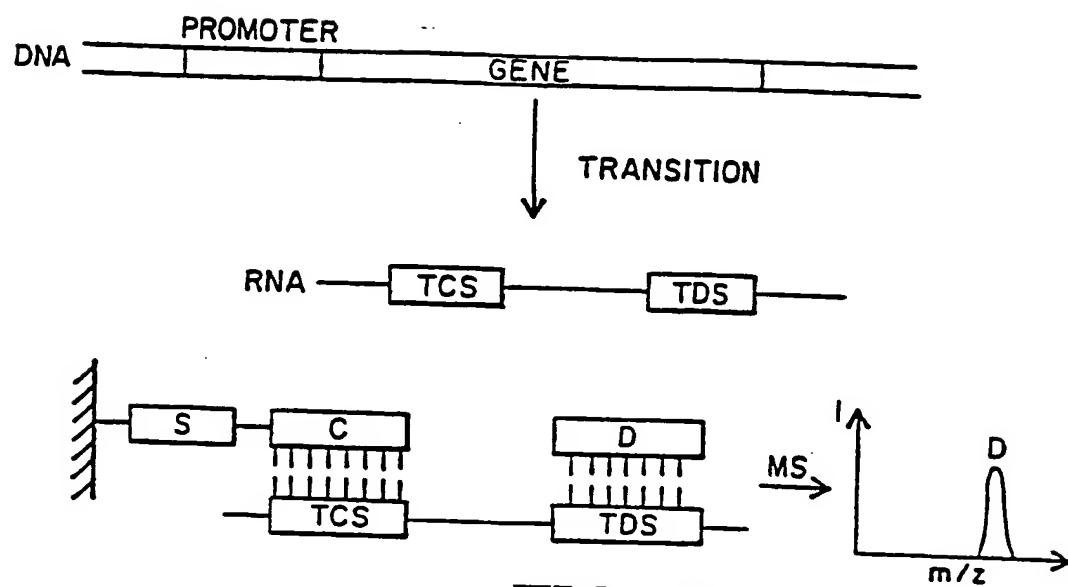 PROMOTER
DNA
GENE
TRANSITION
RNA
TCS
TDS
S
C
D
MS
I
D
TCS
TDS
m/z